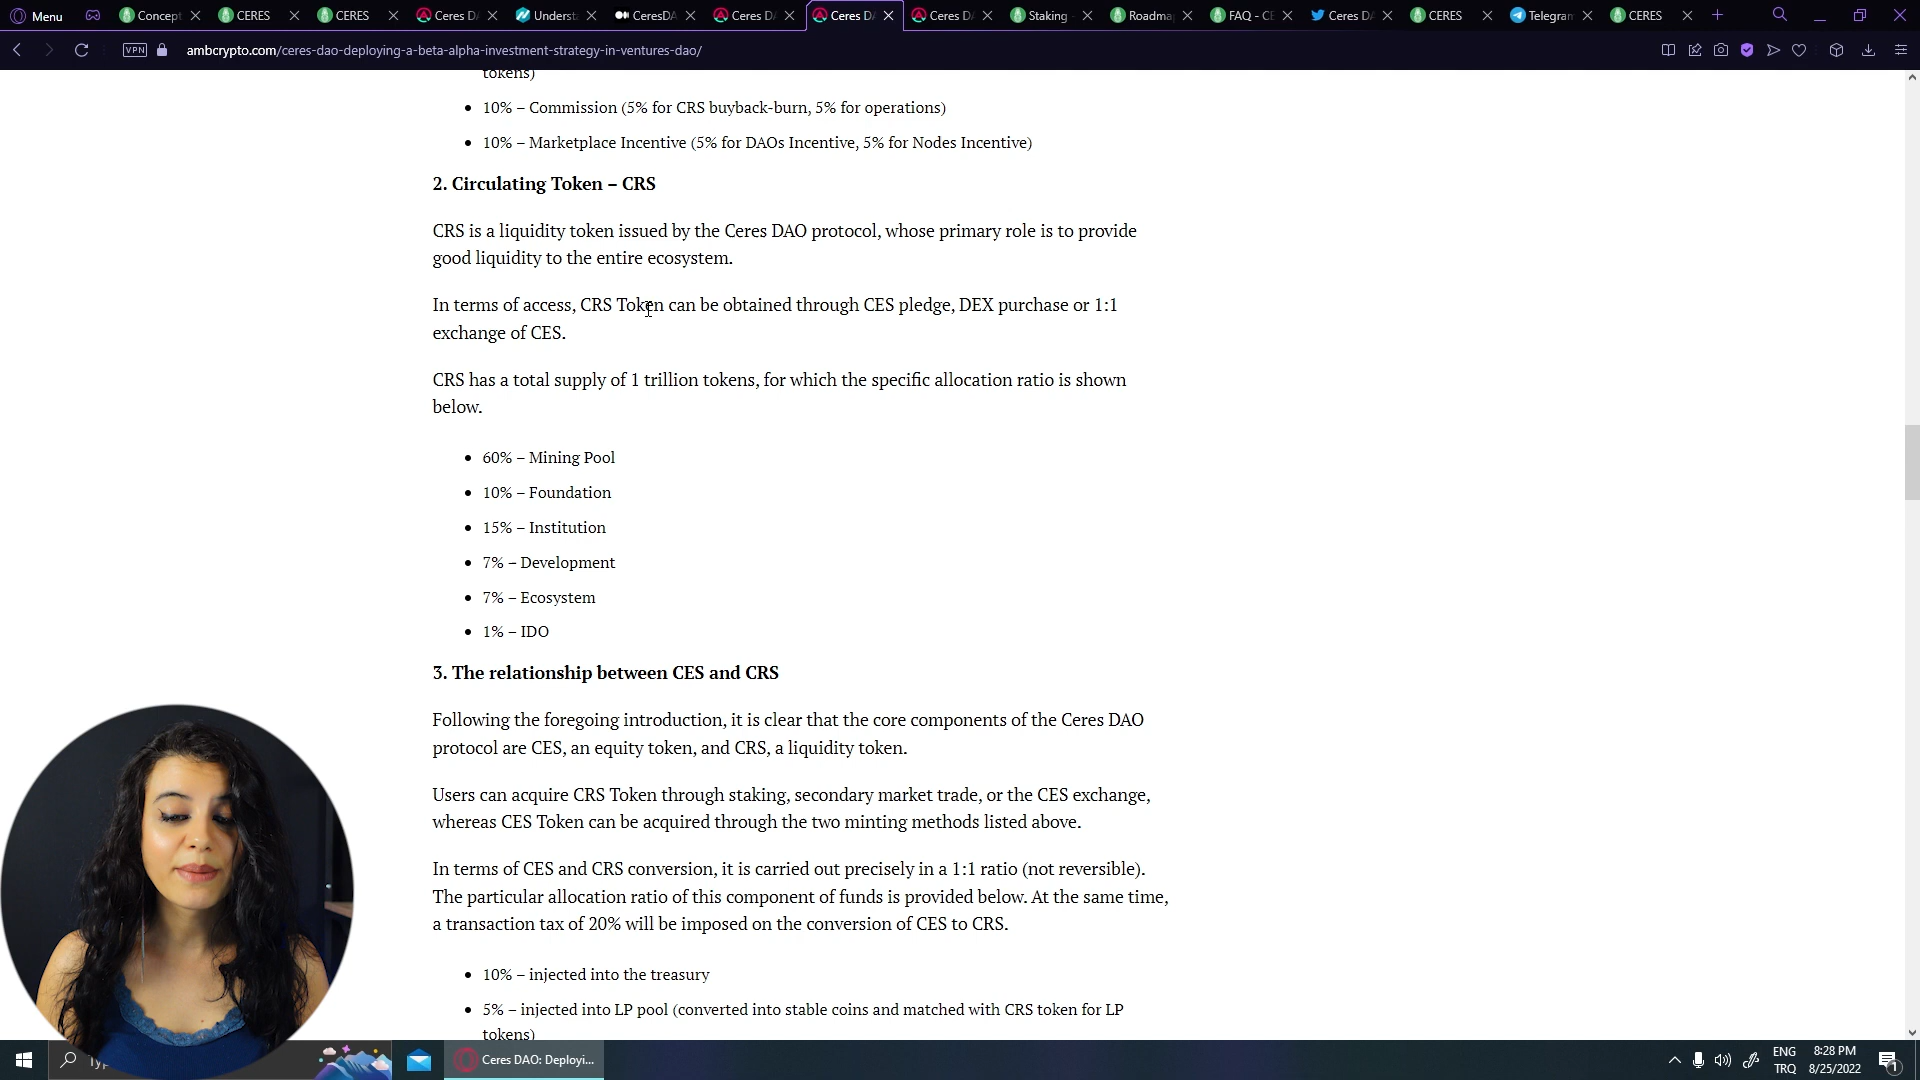 Menu
Concept
CERES
CERES
Ceres D
Underst
CeresDA
Ceres D
Ceres D
Ceres D
Staking
Roadma
FAQ - CE
Ceres D
CERES
Telegram
CERES
VPN
ambcrypto.com/ceres-dao-deploying-a-beta-alpha-investment-strategy-in-ventures-dao/
tokens)
• 10% – Commission (5% for CRS buyback-burn, 5% for operations)
• 10% – Marketplace Incentive (5% for DAOs Incentive, 5% for Nodes Incentive)
2. Circulating Token – CRS
CRS is a liquidity token issued by the Ceres DAO protocol, whose primary role is to provide
good liquidity to the entire ecosystem.
In terms of access, CRS Token can be obtained through CES pledge, DEX purchase or 1:1
exchange of CES.
CRS has a total supply of 1 trillion tokens, for which the specific allocation ratio is shown
below.
• 60% – Mining Pool
• 10% – Foundation
• 15% – Institution
• 7% – Development
• 7% – Ecosystem
• 1% – IDO
3. The relationship between CES and CRS
Following the foregoing introduction, it is clear that the core components of the Ceres DAO
protocol are CES, an equity token, and CRS, a liquidity token.
Users can acquire CRS Token through staking, secondary market trade, or the CES exchange,
whereas CES Token can be acquired through the two minting methods listed above.
In terms of CES and CRS conversion, it is carried out precisely in a 1:1 ratio (not reversible).
The particular allocation ratio of this component of funds is provided below. At the same time,
a transaction tax of 20% will be imposed on the conversion of CES to CRS.
• 10% – injected into the treasury
• 5% – injected into LP pool (converted into stable coins and matched with CRS token for LP
tokens)
Ceres DAO: Deployi...
ENG
TRQ
8:28 PM
8/25/2022
1